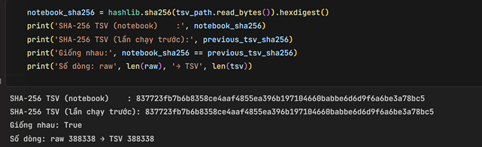 notebook_sha256 = hashlib.sha256(tsv_path.read_bytes()).hexdigest()
print('SHA-256 TSV (notebook)    :', notebook_sha256)
print('SHA-256 TSV (lần chạy trước):', previous_tsv_sha256)
print('Giống nhau:', notebook_sha256 == previous_tsv_sha256)
print('Số dòng: raw', len(raw), '→ TSV', len(tsv))
SHA-256 TSV (notebook)    : 837723fb7b6b8358ce4aaf4855ea396b197104660babbe6d6d9f6a6be3a78bc5
SHA-256 TSV (lần chạy trước): 837723fb7b6b8358ce4aaf4855ea396b197104660babbe6d6d9f6a6be3a78bc5
Giống nhau: True
Số dòng: raw 388338 → TSV 388338